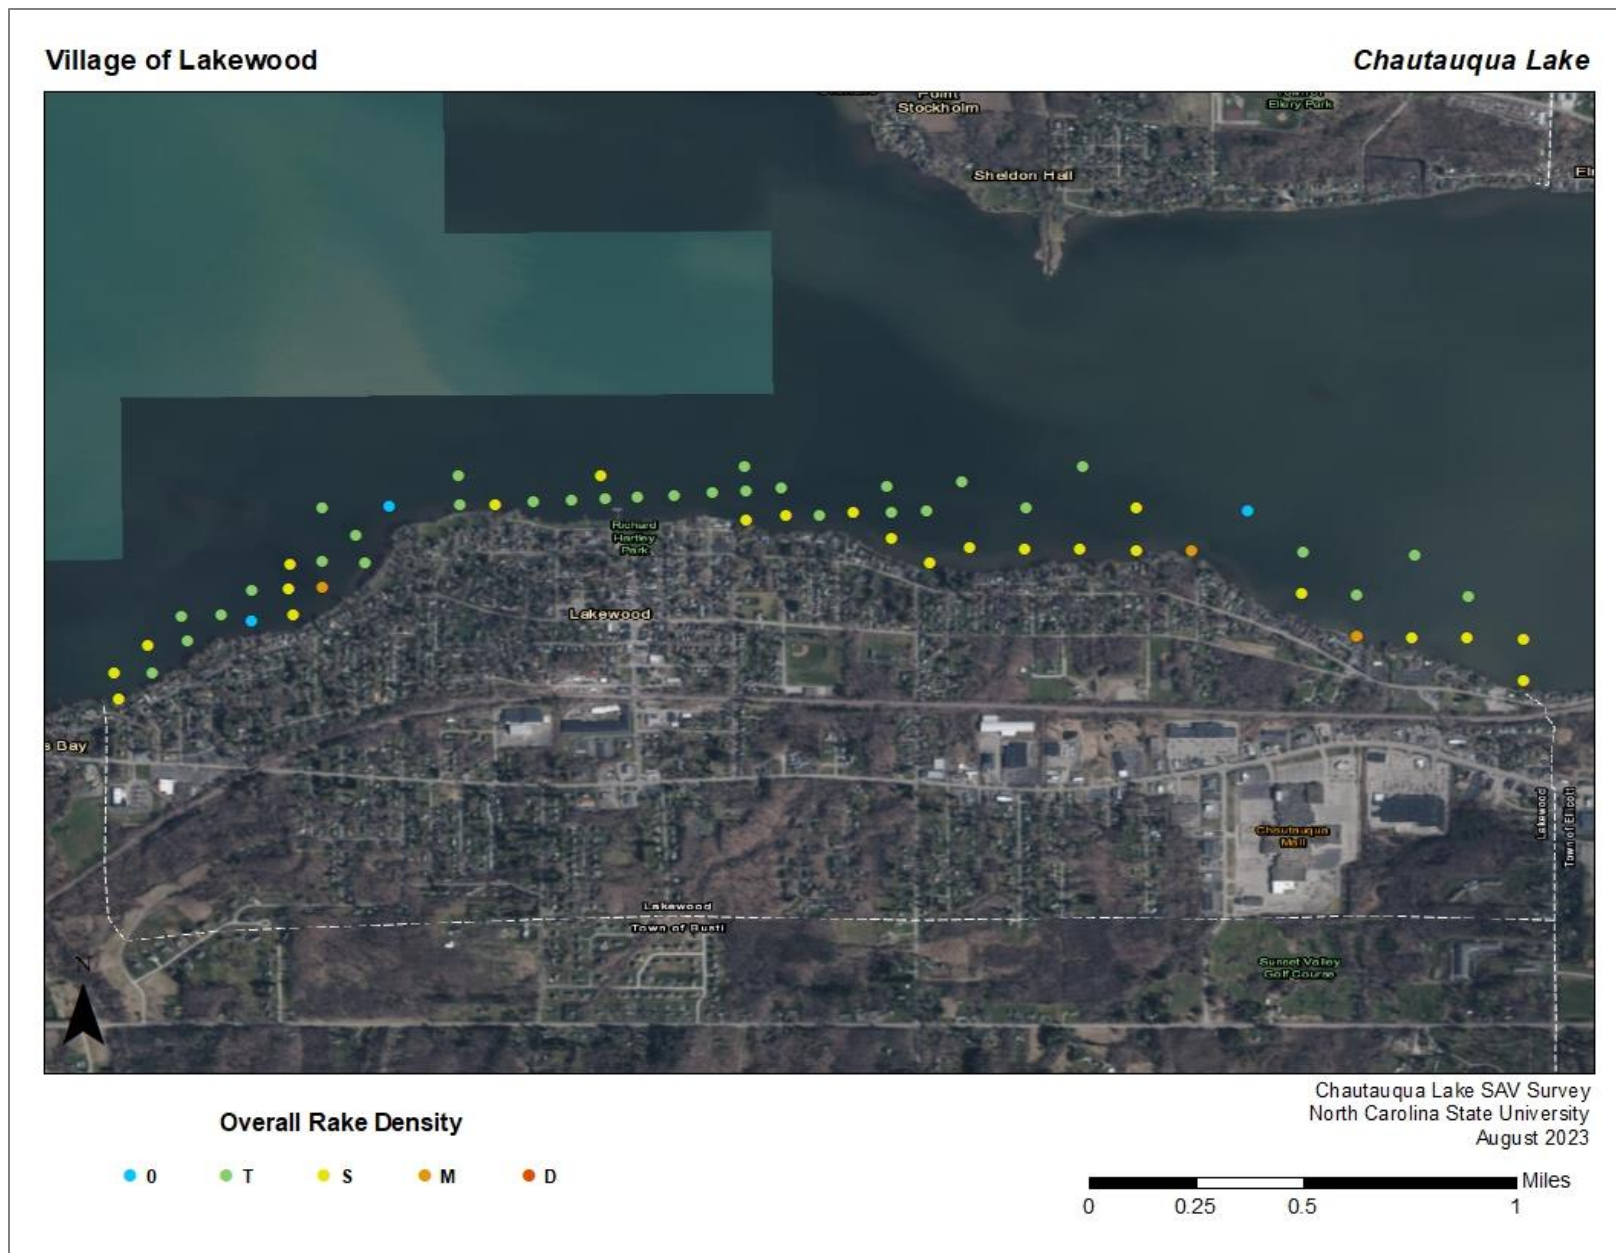 Village of Lakewood
Chautauqua Lake
Point
Stockholm
Ellery Park
Sheldon Hall
Richard
Hartley
Park
Lakewood
s Bay
Chautauqua
Mall
Lakewood
Town of Ellicott
Lakewood
Town of Busti
Sunset Valley
Golf Course
N
Chautauqua Lake SAV Survey
North Carolina State University
August 2023
Overall Rake Density
0 T S M D
Miles
0 0.25 0.5 1